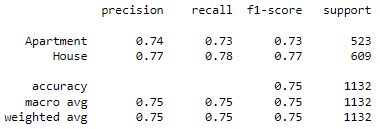 precision recall f1-score support
Apartment 0.74 0.73 0.73 523
House 0.77 0.78 0.77 609
accuracy 0.75 1132
macro avg 0.75 0.75 0.75 1132
weighted avg 0.75 0.75 0.75 1132